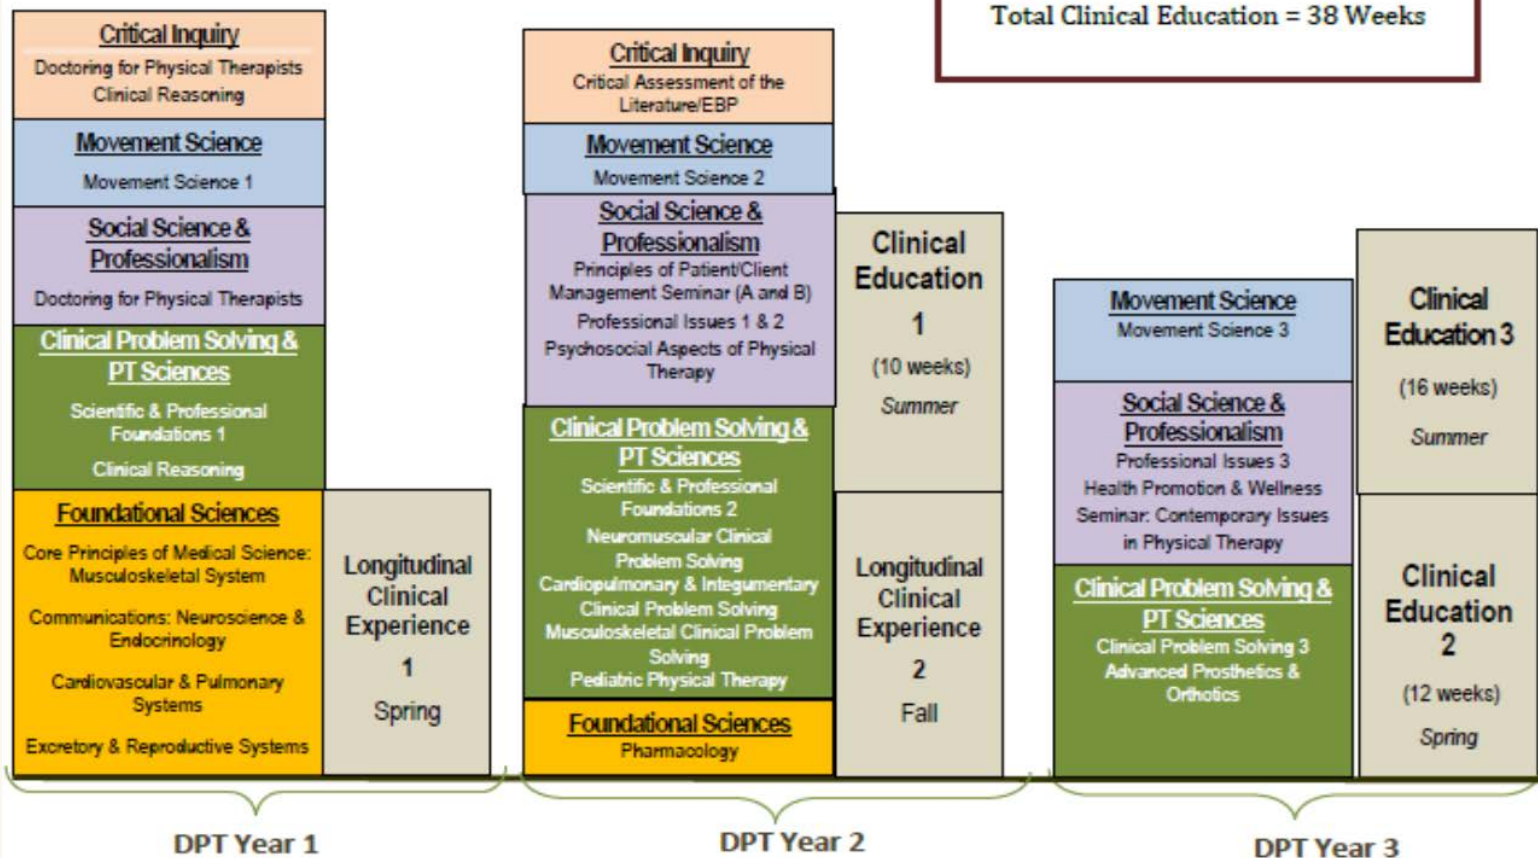 Total Clinical Education = 38 Weeks
Critical Inquiry
Doctoring for Physical Therapists
Clinical Reasoning
Movement Science
Movement Science 1
Social Science &
Professionalism
Doctoring for Physical Therapists
Clinical Problem Solving &
PT Sciences
Scientific & Professional
Foundations 1
Clinical Reasoning
Foundational Sciences
Core Principles of Medical Science:
Musculoskeletal System
Communications: Neuroscience &
Endocrinology
Cardiovascular & Pulmonary
Systems
Excretory & Reproductive Systems
Longitudinal
Clinical
Experience
1
Spring
DPT Year 1
Critical Inquiry
Critical Assessment of the
Literature/EBP
Movement Science
Movement Science 2
Social Science &
Professionalism
Principles of Patient/Client
Management Seminar (A and B)
Professional Issues 1 & 2
Psychosocial Aspects of Physical
Therapy
Clinical Problem Solving &
PT Sciences
Scientific & Professional
Foundations 2
Neuromuscular Clinical
Problem Solving
Cardiopulmonary & Integumentary
Clinical Problem Solving
Musculoskeletal Clinical Problem
Solving
Pediatric Physical Therapy
Foundational Sciences
Pharmacology
Clinical
Education
1
(10 weeks)
Summer
Longitudinal
Clinical
Experience
2
Fall
DPT Year 2
Movement Science
Movement Science 3
Social Science &
Professionalism
Professional Issues 3
Health Promotion & Wellness
Seminar: Contemporary Issues
in Physical Therapy
Clinical Problem Solving &
PT Sciences
Clinical Problem Solving 3
Advanced Prosthetics &
Orthotics
Clinical
Education 3
(16 weeks)
Summer
Clinical
Education
2
(12 weeks)
Spring
DPT Year 3